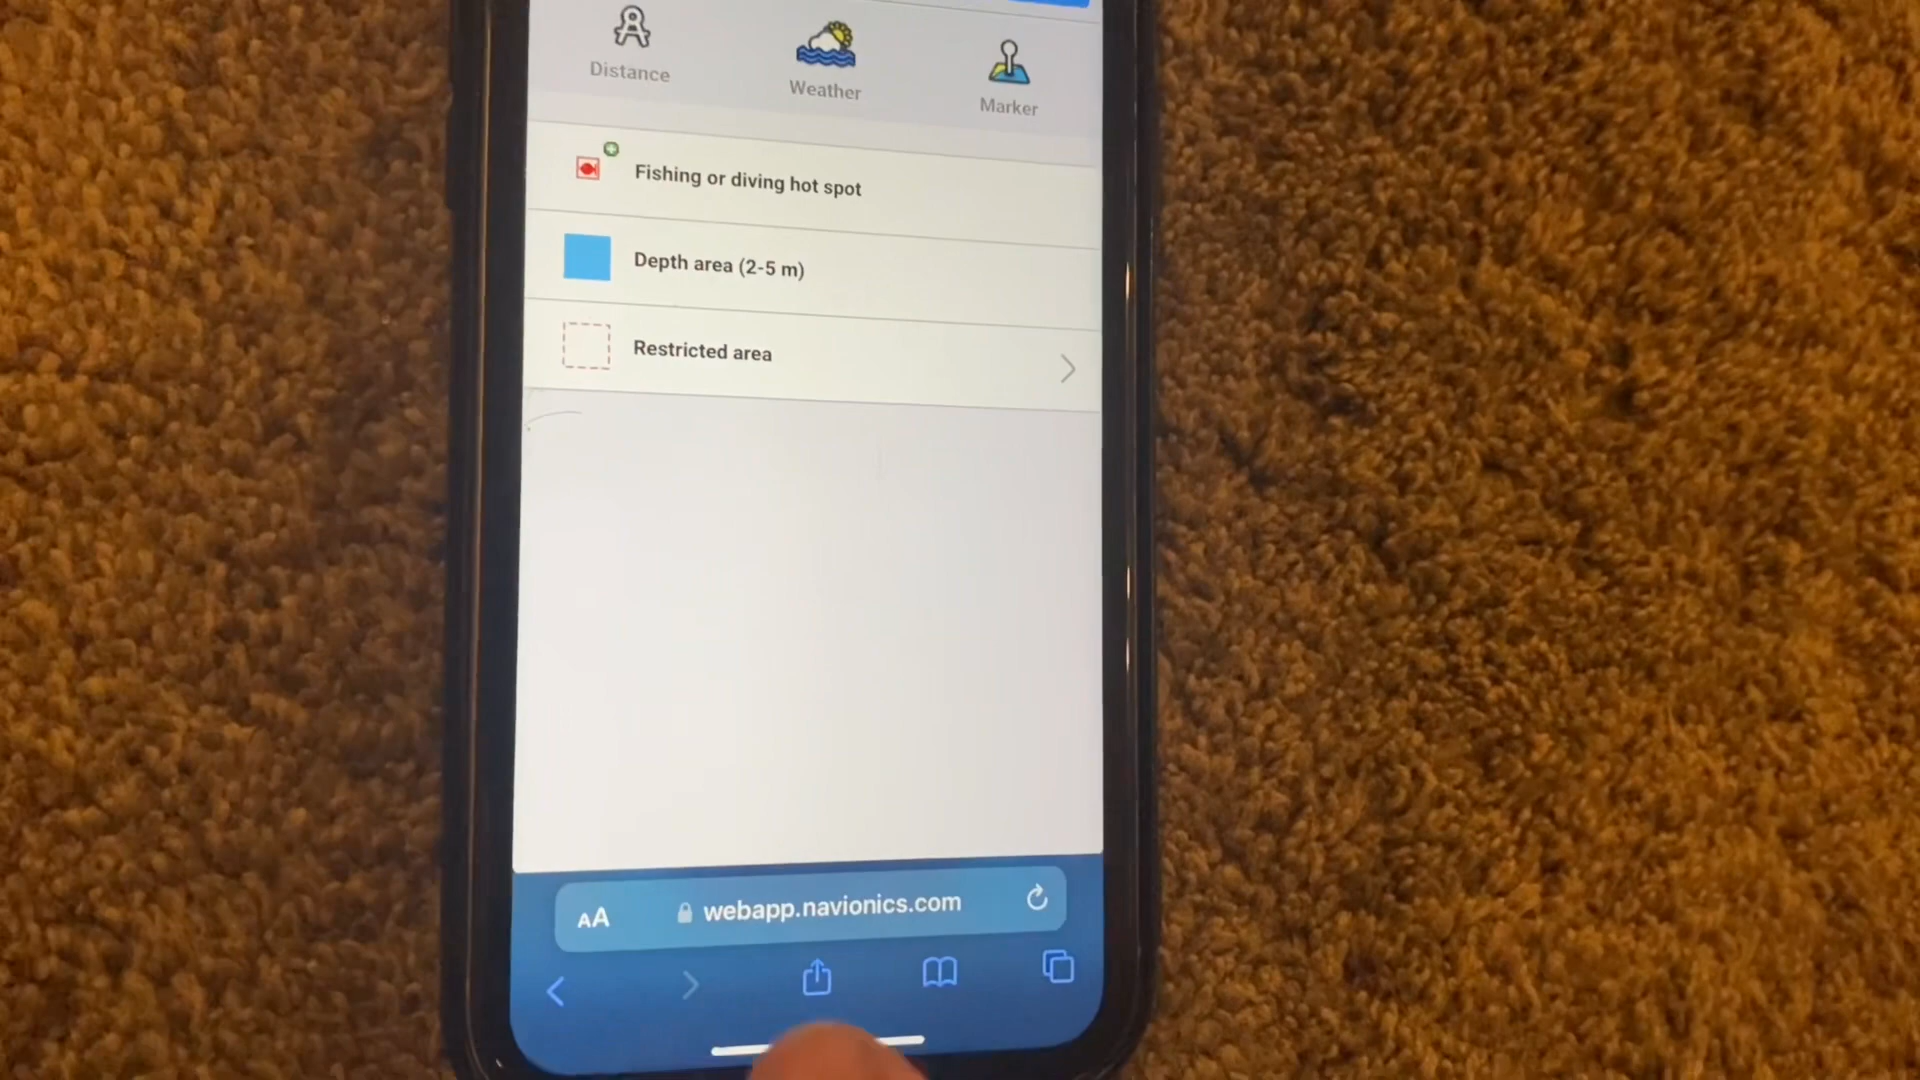 Distance
Weather
Marker
Fishing or diving hot spot
Depth area (2-5 m)
Restricted area
AA
webapp.navionics.com